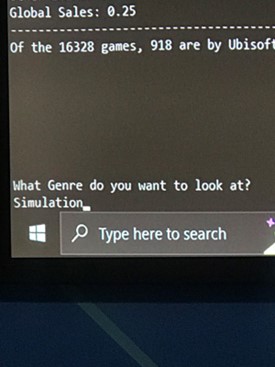 Global Sales: 0.25
--------------------------------------------
Of the 16328 games, 918 are by Ubisoft
What Genre do you want to look at?
Simulation_
Type here to search